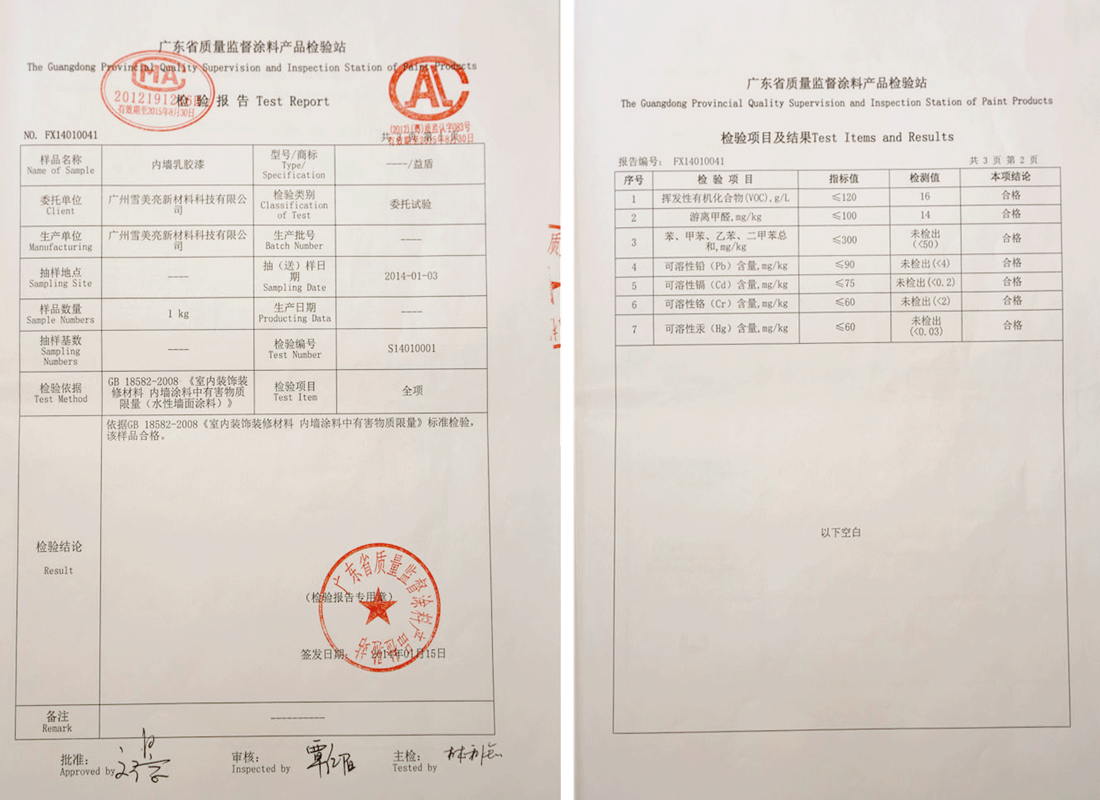 广东省质量监督涂料产品检验站
The Guangdong Provincial Quality Supervision and Inspection Station of Paint Products
MA
有效期至2015年8月30日
CAL
检 验 报 告 Test Report
NO. FX14010041
样品名称
Name of Sample
内墙乳胶漆
型号/商标
Type/
Specification
----/益盾
委托单位
Client
广州雪美亮新材料科技有限公
司
检验类别
Classification
of Test
委托试验
生产单位
Manufacturing
广州雪美亮新材料科技有限公
司
生产批号
Batch Number
----
抽样地点
Sampling Site
----
抽（送）样日
期
Sampling Date
2014-01-03
样品数量
Sample Numbers
1 kg
生产日期
Producting Data
----
抽样基数
Sampling
Numbers
----
检验编号
Test Number
S14010001
检验依据
Test Method
GB 18582-2008 《室内装饰装
修材料 内墙涂料中有害物质
限量（水性墙面涂料）》
检验项目
Test Item
全项
检验结论
Result
依据GB 18582-2008《室内装饰装修材料 内墙涂料中有害物质限量》标准检验，
该样品合格。
广东省质量监督涂料产品检验站
（检验报告专用章）
签发日期： 2014年01月15日
备注
Remark
----------
批准：
Approved by
审核：
Inspected by
主检：
Tested by
广东省质量监督涂料产品检验站
The Guangdong Provincial Quality Supervision and Inspection Station of Paint Products
检验项目及结果Test Items and Results
报告编号： FX14010041
共 3 页 第 2 页
序号 检 验 项 目 指标值 检测值 本项结论
1 挥发性有机化合物(VOC),g/L ≤120 16 合格
2 游离甲醛,mg/kg ≤100 14 合格
3 苯、甲苯、乙苯、二甲苯总
和,mg/kg ≤300 未检出
(<50) 合格
4 可溶性铅（Pb）含量,mg/kg ≤90 未检出(<4) 合格
5 可溶性镉（Cd）含量,mg/kg ≤75 未检出(<0.2) 合格
6 可溶性铬（Cr）含量,mg/kg ≤60 未检出(<2) 合格
7 可溶性汞（Hg）含量,mg/kg ≤60 未检出
(<0.03) 合格
以下空白